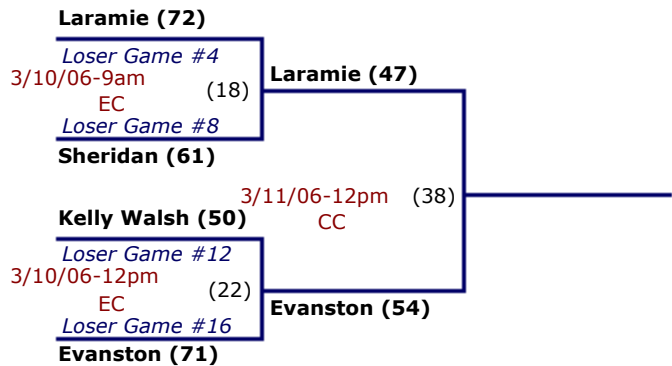 Laramie (72)
Loser Game #4
3/10/06-9am
EC
(18)
Loser Game #8
Sheridan (61)
Laramie (47)
3/11/06-12pm
CC
(38)
Kelly Walsh (50)
Loser Game #12
3/10/06-12pm
EC
(22)
Loser Game #16
Evanston (71)
Evanston (54)